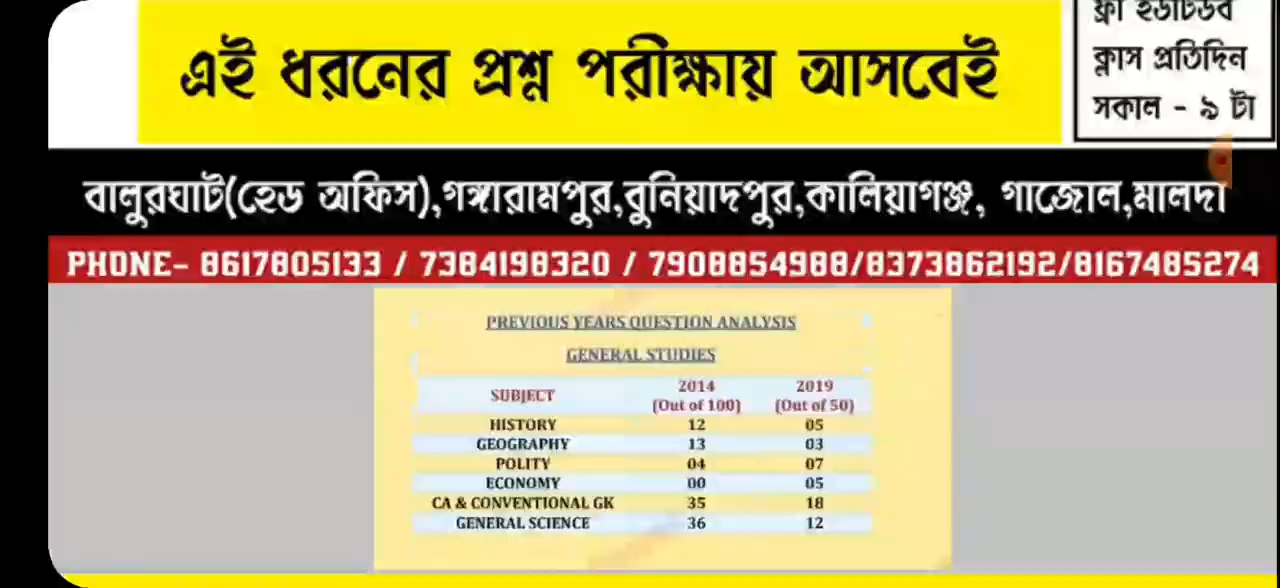 এই ধরনের প্রশ্ন পরীক্ষায় আসবেই
ফ্রী ইউটিউব
ক্লাস প্রতিদিন
সকাল - ৯ টা
বালুরঘাট(হেড অফিস),গঙ্গারামপুর,বুনিয়াদপুর,কালিয়াগঞ্জ, গাজোল,মালদা
PHONE- 8617805133 / 7384198320 / 7908854988/8373862192/8167485274
PREVIOUS YEARS QUESTION ANALYSIS
GENERAL STUDIES
SUBJECT 2014 (Out of 100) 2019 (Out of 50)
HISTORY 12 05
GEOGRAPHY 13 03
POLITY 04 07
ECONOMY 00 05
CA & CONVENTIONAL GK 35 18
GENERAL SCIENCE 36 12